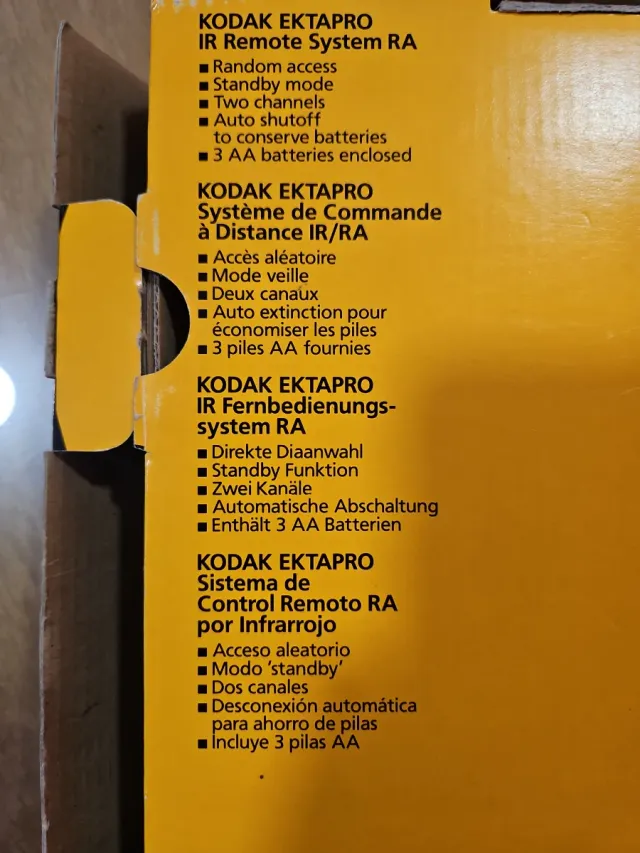 KODAK EKTAPRO
IR Remote System RA
■ Random access
■ Standby mode
■ Two channels
■ Auto shutoff
to conserve batteries
■ 3 AA batteries enclosed
KODAK EKTAPRO
Système de Commande
à Distance IR/RA
■ Accès aléatoire
■ Mode veille
■ Deux canaux
■ Auto extinction pour
économiser les piles
■ 3 piles AA fournies
KODAK EKTAPRO
IR Fernbedienungs-
system RA
■ Direkte Diaanwahl
■ Standby Funktion
■ Zwei Kanäle
■ Automatische Abschaltung
■ Enthält 3 AA Batterien
KODAK EKTAPRO
Sistema de
Control Remoto RA
por Infrarrojo
■ Acceso aleatorio
■ Modo 'standby'
■ Dos canales
■ Desconexión automática
para ahorro de pilas
■ Incluye 3 pilas AA